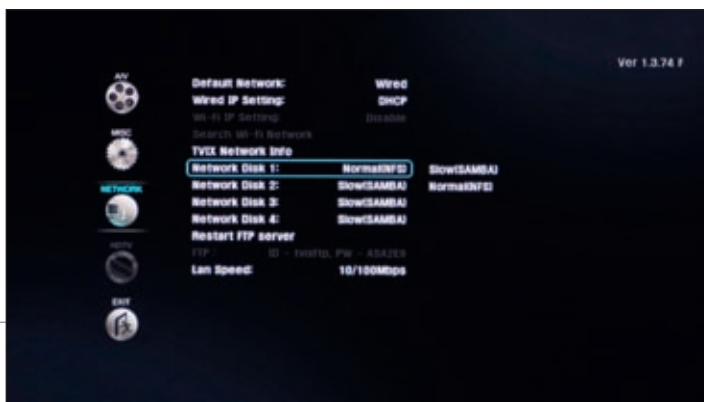 Ver 1.3.74 F
A/V
Default Network: Wired
Wired IP Setting: DHCP
Wi-Fi IP Setting: Disable
MISC
Search Wi-Fi Network
TVIX Network Info
Network Disk 1: Normal(NFS) Slow(SAMBA)
NETWORK
Network Disk 2: Slow(SAMBA) Normal(NFS)
Network Disk 3: Slow(SAMBA)
Network Disk 4: Slow(SAMBA)
Restart FTP server
HDTV
FTP : ID - tvixftp, PW -
Lan Speed: 10/100Mbps
EXIT